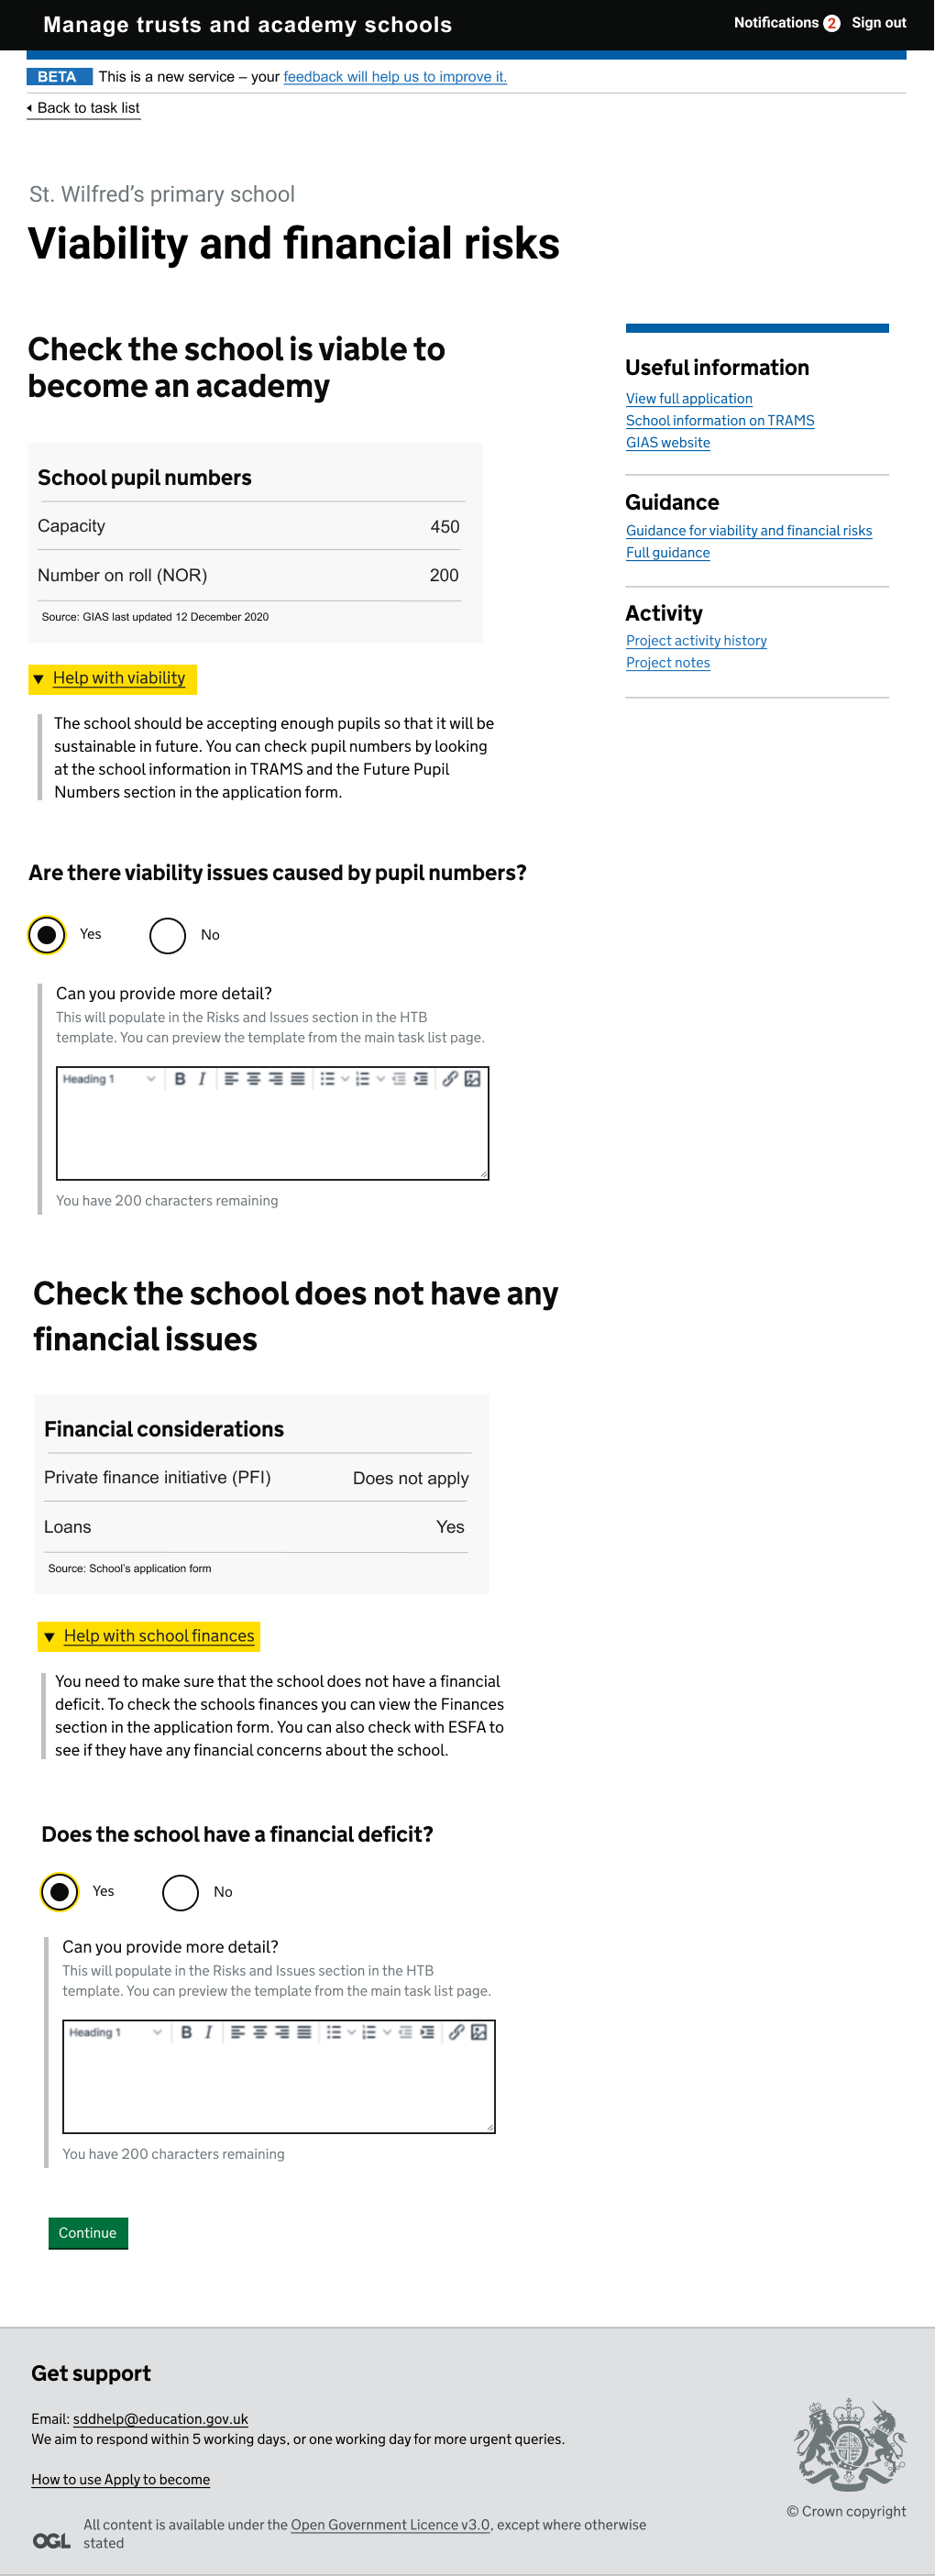 Manage trusts and academy schools
Notifications 2 Sign out
BETA This is a new service – your feedback will help us to improve it.
Back to task list
St. Wilfred’s primary school
Viability and financial risks
Check the school is viable to
become an academy
School pupil numbers
Capacity 450
Number on roll (NOR) 200
Source: GIAS last updated 12 December 2020
Help with viability
The school should be accepting enough pupils so that it will be
sustainable in future. You can check pupil numbers by looking
at the school information in TRAMS and the Future Pupil
Numbers section in the application form.
Useful information
View full application
School information on TRAMS
GIAS website
Guidance
Guidance for viability and financial risks
Full guidance
Activity
Project activity history
Project notes
Are there viability issues caused by pupil numbers?
Yes No
Can you provide more detail?
This will populate in the Risks and Issues section in the HTB
template. You can preview the template from the main task list page.
Heading 1 B I
You have 200 characters remaining
Check the school does not have any
financial issues
Financial considerations
Private finance initiative (PFI) Does not apply
Loans Yes
Source: School’s application form
Help with school finances
You need to make sure that the school does not have a financial
deficit. To check the schools finances you can view the Finances
section in the application form. You can also check with ESFA to
see if they have any financial concerns about the school.
Does the school have a financial deficit?
Yes No
Can you provide more detail?
This will populate in the Risks and Issues section in the HTB
template. You can preview the template from the main task list page.
Heading 1 B I
You have 200 characters remaining
Continue
Get support
Email: sddhelp@education.gov.uk
We aim to respond within 5 working days, or one working day for more urgent queries.
How to use Apply to become
© Crown copyright
OGL
All content is available under the Open Government Licence v3.0, except where otherwise
stated